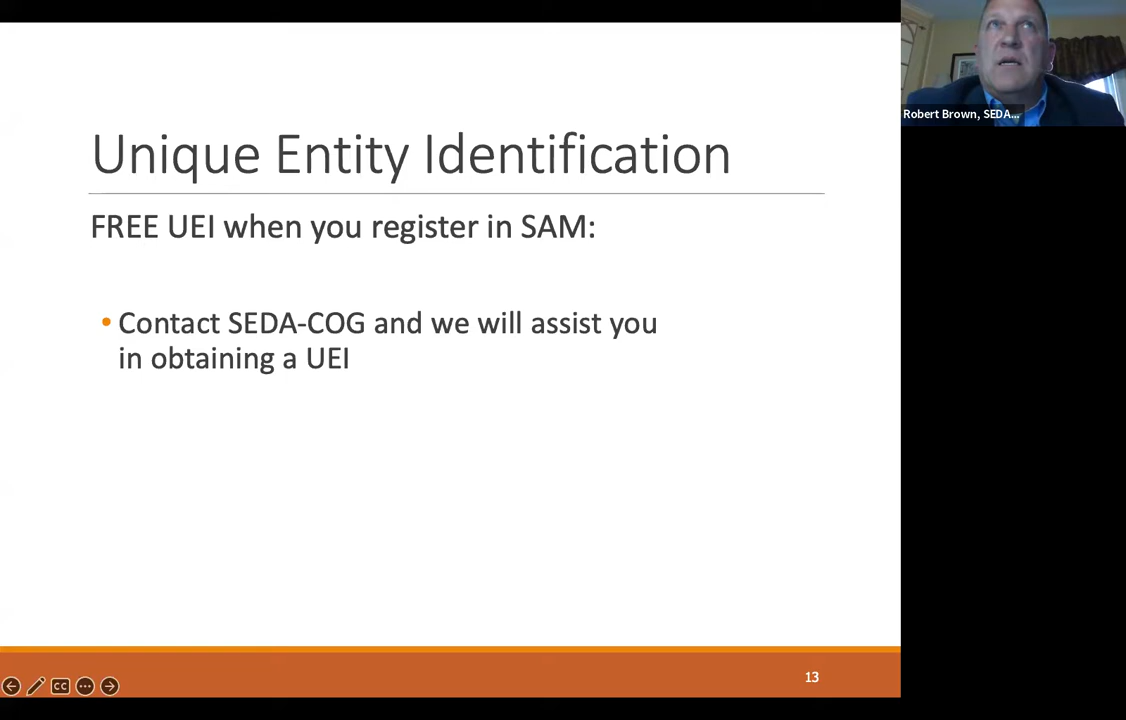 Unique Entity Identification
FREE UEI when you register in SAM:
• Contact SEDA-COG and we will assist you
in obtaining a UEI
13
CC
Robert Brown, SEDA...